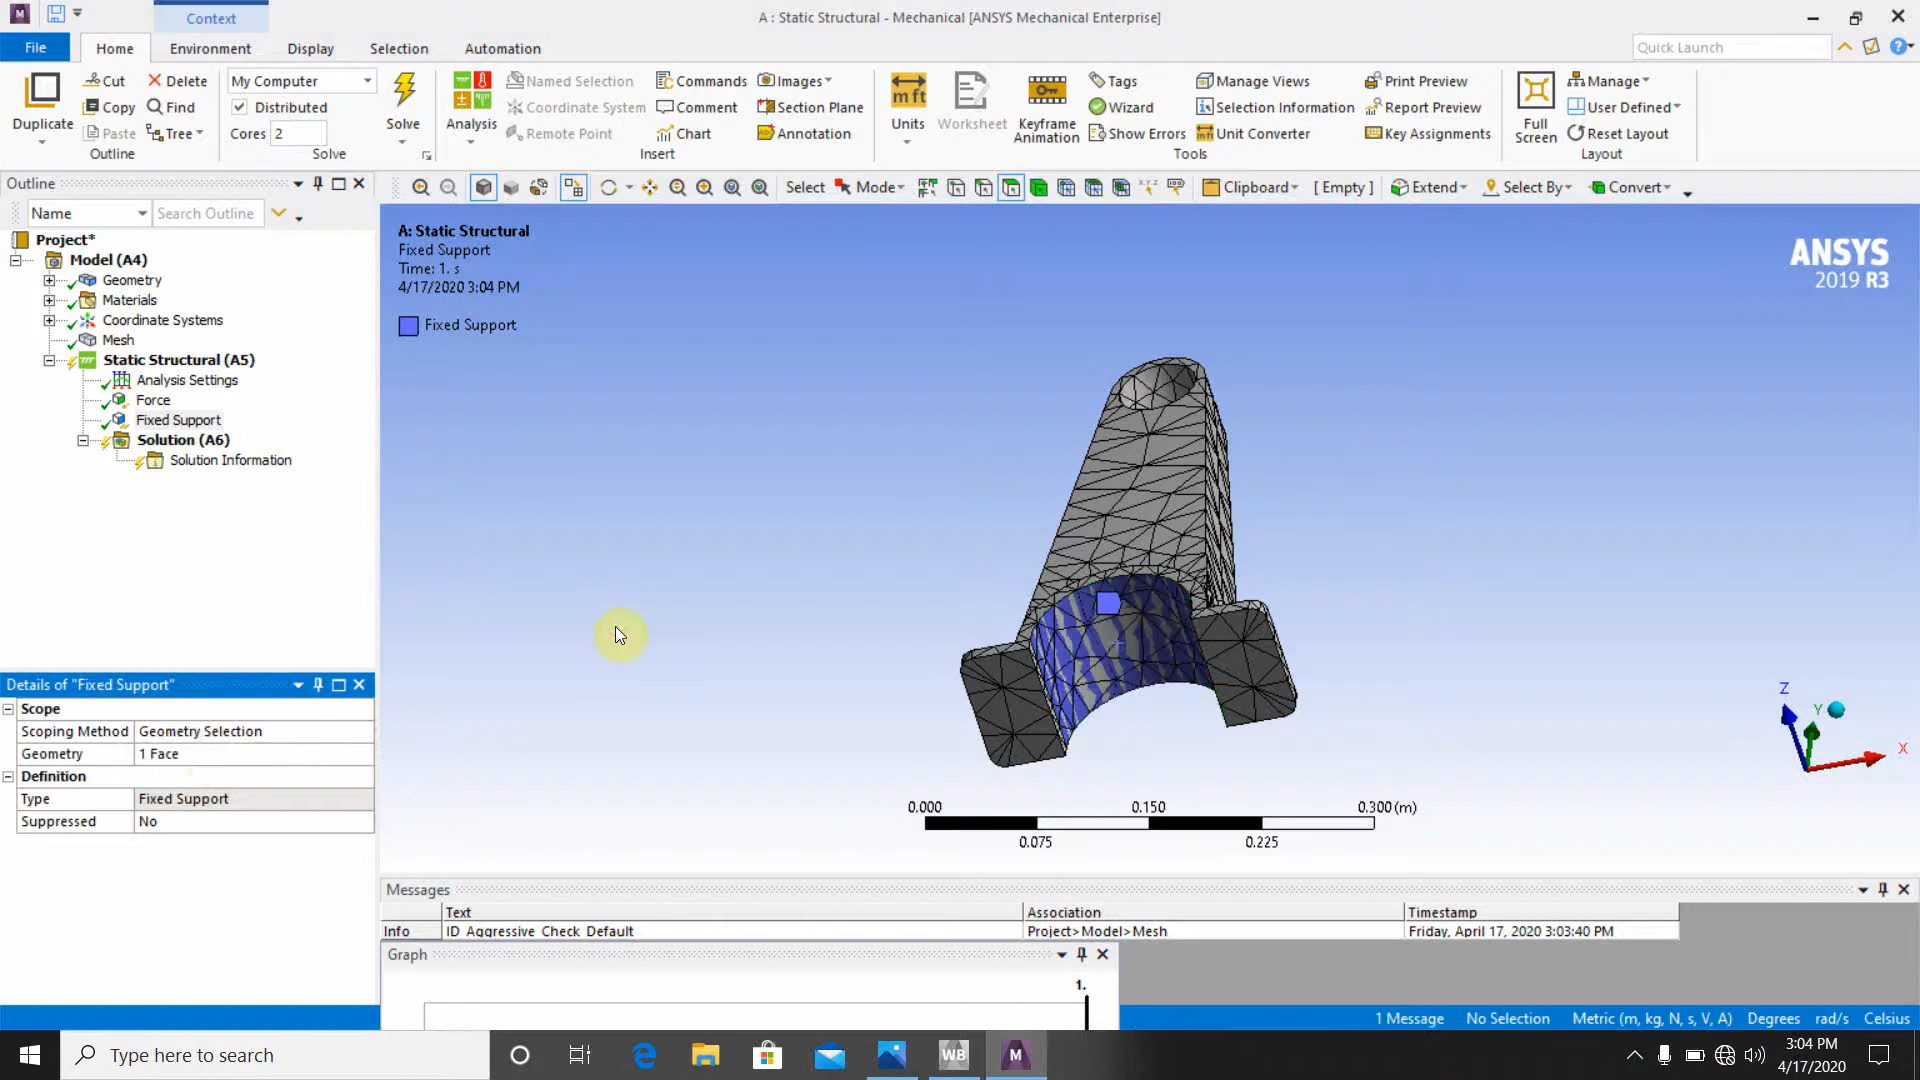 Context
A : Static Structural - Mechanical [ANSYS Mechanical Enterprise]
File Home Environment Display Selection Automation
Quick Launch
Duplicate
Cut Delete
Copy Find
Paste Tree
Outline
My Computer
Distributed
Cores 2
Solve
Solve
Analysis
Named Selection Commands Images
Coordinate System Comment Section Plane
Remote Point Chart Annotation
Insert
Units
Worksheet
Keyframe
Animation
Tags Manage Views Print Preview
Wizard Selection Information Report Preview
Show Errors Unit Converter Key Assignments
Tools
Full
Screen
Manage
User Defined
Reset Layout
Layout
Outline
Select Mode Clipboard [ Empty ] Extend Select By Convert
Name Search Outline
Project*
Model (A4)
Geometry
Materials
Coordinate Systems
Mesh
Static Structural (A5)
Analysis Settings
Force
Fixed Support
Solution (A6)
Solution Information
A: Static Structural
Fixed Support
Time: 1. s
4/17/2020 3:04 PM
Fixed Support
ANSYS
2019 R3
Details of "Fixed Support"
Scope
Scoping Method Geometry Selection
Geometry 1 Face
Definition
Type Fixed Support
Suppressed No
Z
Y
X
0.000 0.150 0.300 (m)
0.075 0.225
Messages
Text Association Timestamp
Info ID_Aggressive_Check_Default Project>Model>Mesh Friday, April 17, 2020 3:03:40 PM
Graph
1.
1 Message No Selection Metric (m, kg, N, s, V, A) Degrees rad/s Celsius
Type here to search
WB
M
3:04 PM
4/17/2020